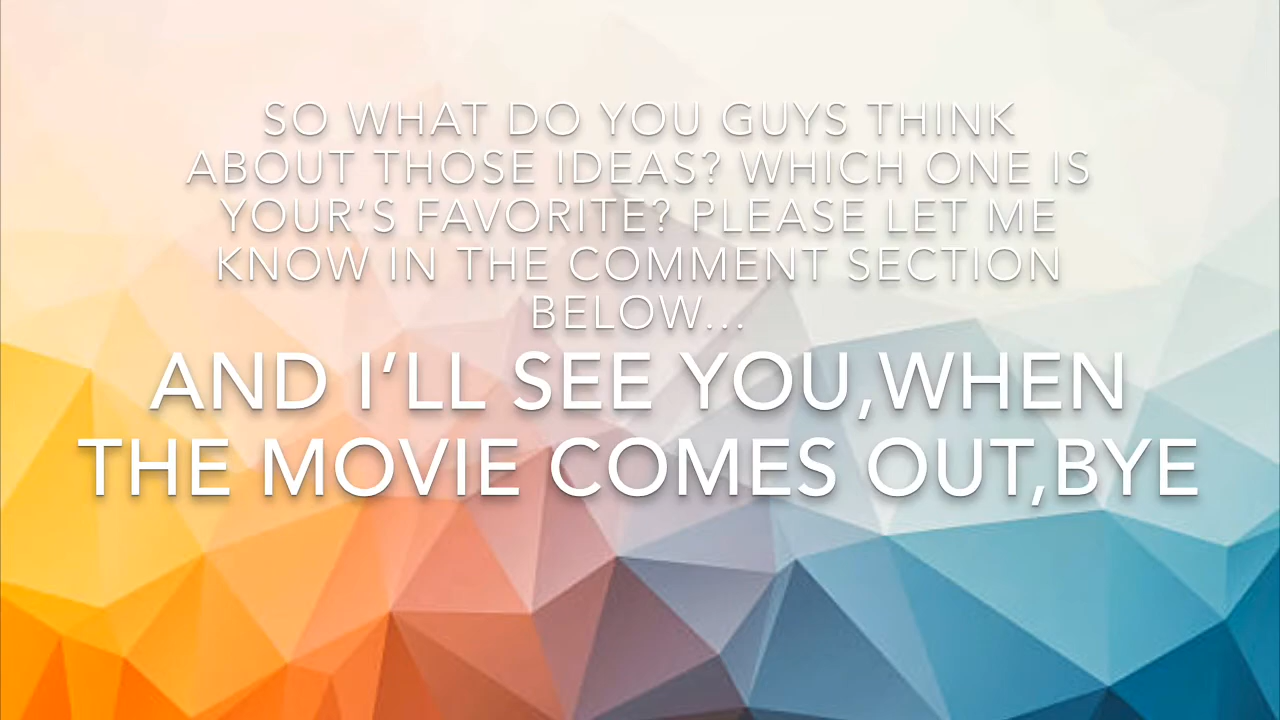 SO WHAT DO YOU GUYS THINK
ABOUT THOSE IDEAS? WHICH ONE IS
YOUR‘S FAVORITE? PLEASE LET ME
KNOW IN THE COMMENT SECTION
BELOW...
AND I‘LL SEE YOU,WHEN
THE MOVIE COMES OUT,BYE